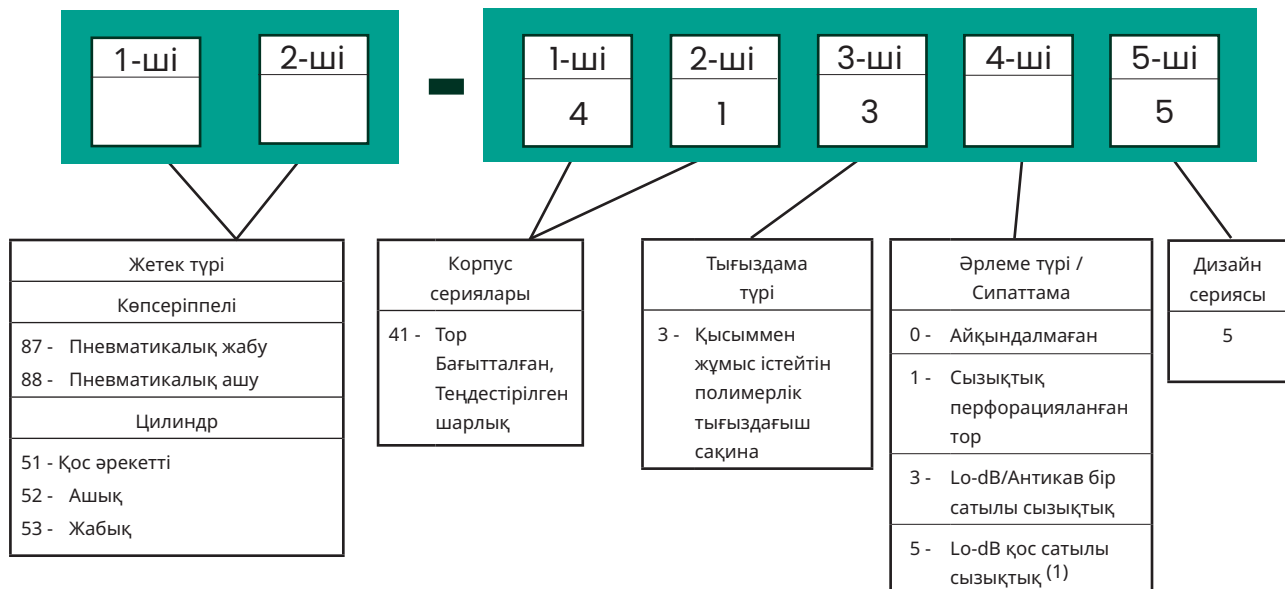 1-ші
2-ші
-
1-ші
4
2-ші
1
3-ші
3
4-ші
5-ші
5
Жетек түрі
Көпсеріппелі
87 - Пневматикалық жабу
88 - Пневматикалық ашу
Цилиндр
51 - Қос әрекетті
52 - Ашық
53 - Жабық
Корпус
сериялары
41 - Тор
Бағытталған,
Теңдестірілген
шарлық
Тығыздама
түрі
3 - Қысыммен
жұмыс істейтін
полимерлік
тығыздағыш
сақина
Әрлеме түрі /
Сипаттама
0 - Айқындалмаған
1 - Сызықтық
перфорацияланған
тор
3 - Lo-dB/Антикав бір
сатылы сызықтық
5 - Lo-dB қос сатылы
сызықтық (1)
Дизайн
сериясы
5